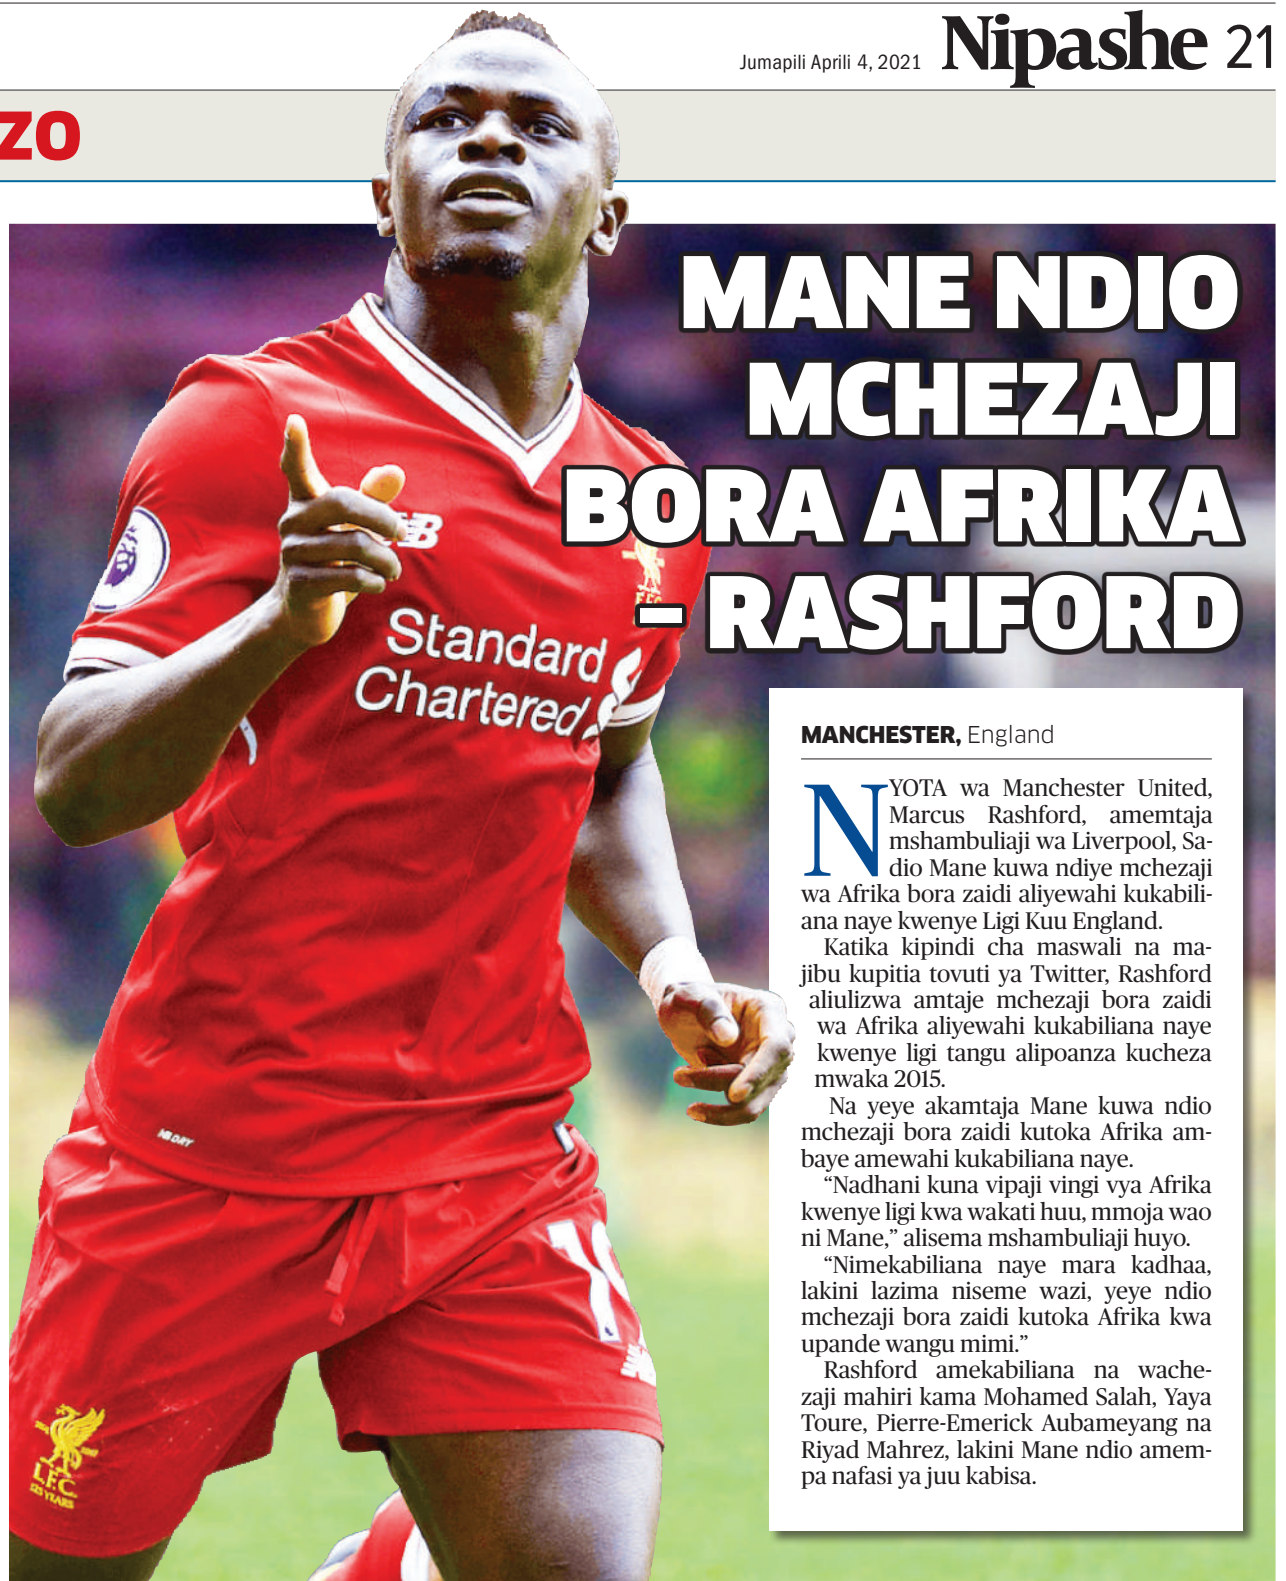 Jumapili Aprili 4, 2021 Nipashe 21
ZO
MANE NDIO
MCHEZAJI
BORA AFRIKA
– RASHFORD
MANCHESTER, England
NYOTA wa Manchester United,
Marcus Rashford, amemtaja
mshambuliaji wa Liverpool, Sa-
dio Mane kuwa ndiye mchezaji
wa Afrika bora zaidi aliyewahi kukabili-
ana naye kwenye Ligi Kuu England.
Katika kipindi cha maswali na ma-
jibu kupitia tovuti ya Twitter, Rashford
aliulizwa amtaje mchezaji bora zaidi
wa Afrika aliyewahi kukabiliana naye
kwenye ligi tangu alipoanza kucheza
mwaka 2015.
Na yeye akamtaja Mane kuwa ndio
mchezaji bora zaidi kutoka Afrika am-
baye amewahi kukabiliana naye.
“Nadhani kuna vipaji vingi vya Afrika
kwenye ligi kwa wakati huu, mmoja wao
ni Mane,” alisema mshambuliaji huyo.
“Nimekabiliana naye mara kadhaa,
lakini lazima niseme wazi, yeye ndio
mchezaji bora zaidi kutoka Afrika kwa
upande wangu mimi.”
Rashford amekabiliana na wache-
zaji mahiri kama Mohamed Salah, Yaya
Toure, Pierre-Emerick Aubameyang na
Riyad Mahrez, lakini Mane ndio amem-
pa nafasi ya juu kabisa.
Standard
Chartered
NB DRY
L.F.C.
125 YEARS